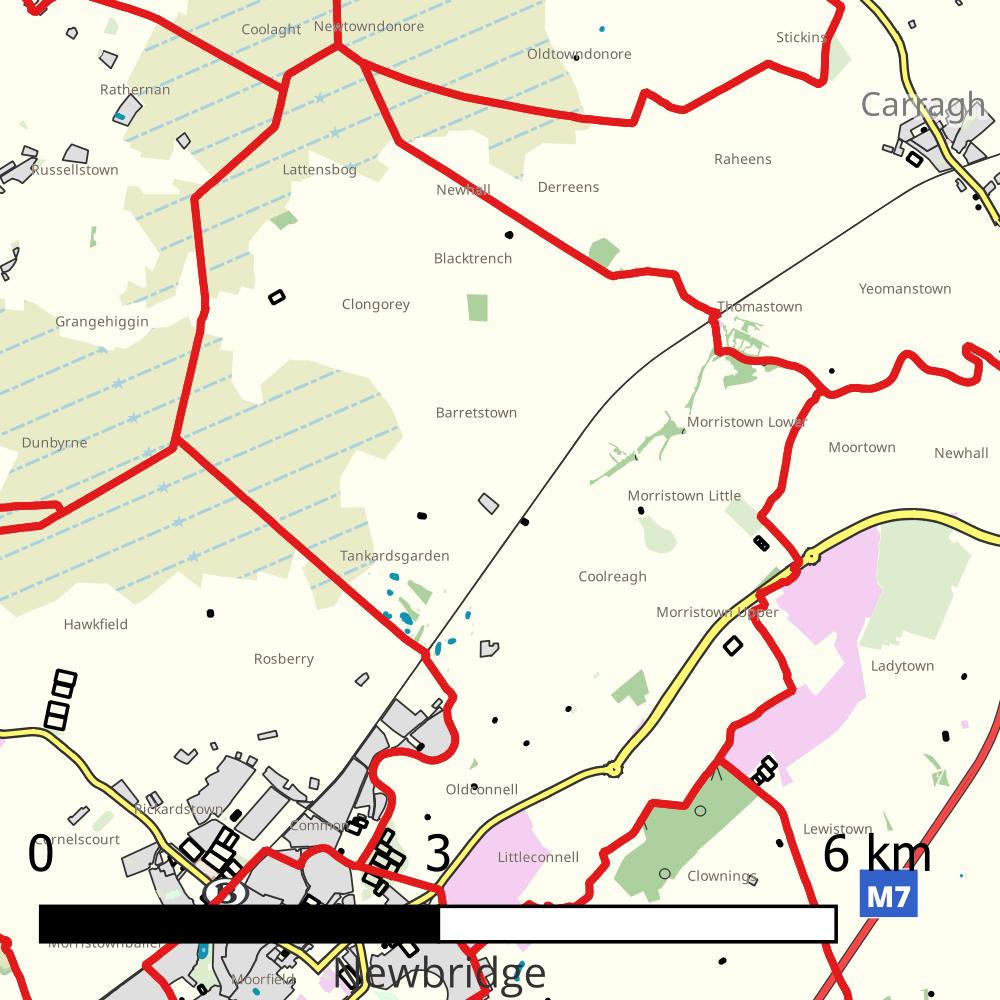 Coolaght
Newtowndonore
Stickins
Oldtowndonore
Rathernan
Carragh
Raheens
Russellstown
Lattensbog
Newhall
Derreens
Blacktrench
Yeomanstown
Clongorey
Thomastown
Grangehiggin
Barretstown
Morristown Lower
Dunbyrne
Moortown
Newhall
Morristown Little
Tankardsgarden
Coolreagh
Morristown Upper
Hawkfield
Rosberry
Ladytown
Oldconnell
Rickardstown
Common
Lewistown
Cornelscourt
0
3
6 km
Littleconnell
Clownings
B
M7
Moorfield
Newbridge